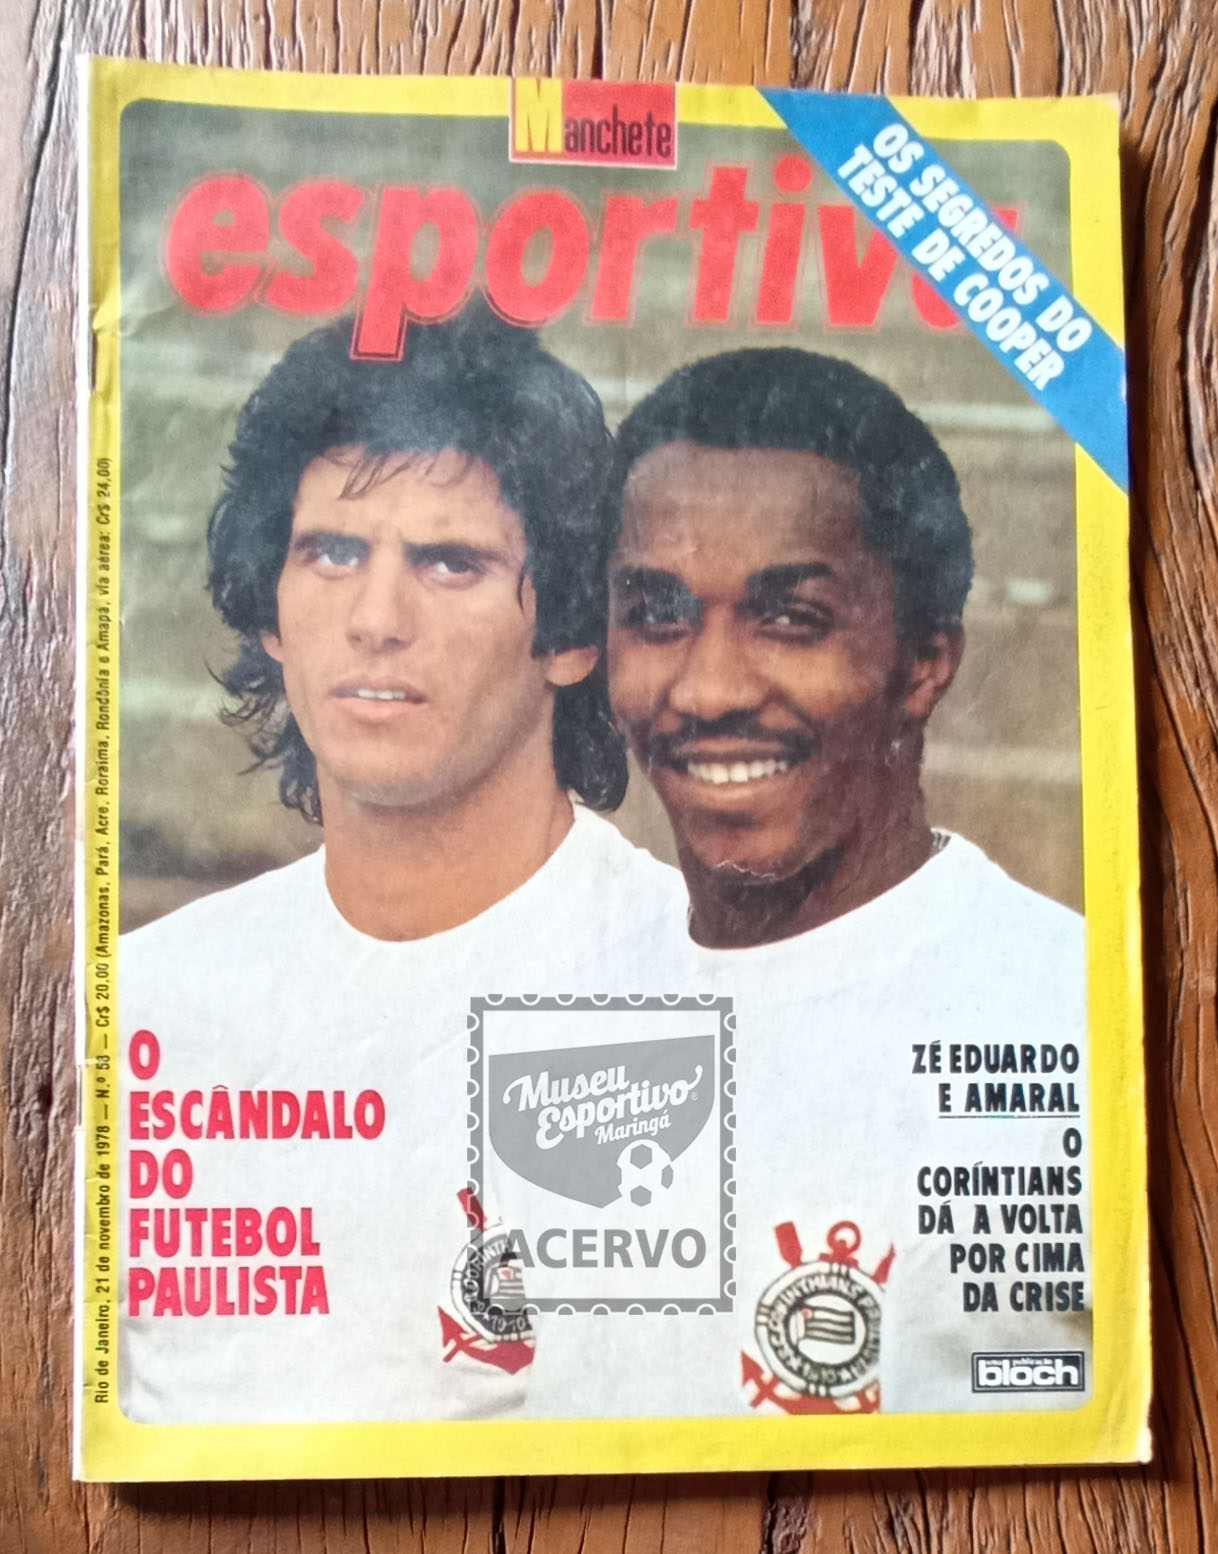 Manchete
esportiva
OS SEGREDOS DO
TESTE DE COOPER
Rio de Janeiro, 21 de novembro de 1978 — N.º 53 — Cr$ 20,00 (Amazonas, Pará, Acre, Roraima, Rondônia e Amapá, via aérea: Cr$ 24,00)
O
ESCÂNDALO
DO
FUTEBOL
PAULISTA
Museu
Esportivo
Maringá
ACERVO
ZÉ EDUARDO
E AMARAL
O
CORÍNTIANS
DÁ A VOLTA
POR CIMA
DA CRISE
bloch